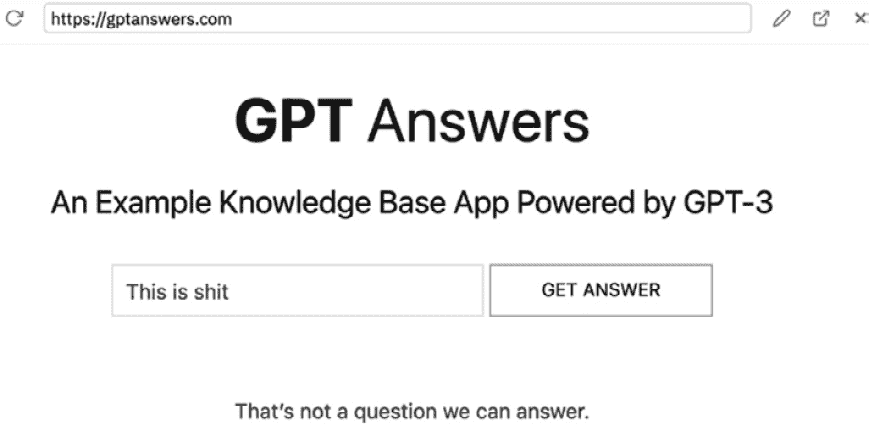 https://gptanswers.com
GPT Answers
An Example Knowledge Base App Powered by GPT-3
This is shit
GET ANSWER
That's not a question we can answer.